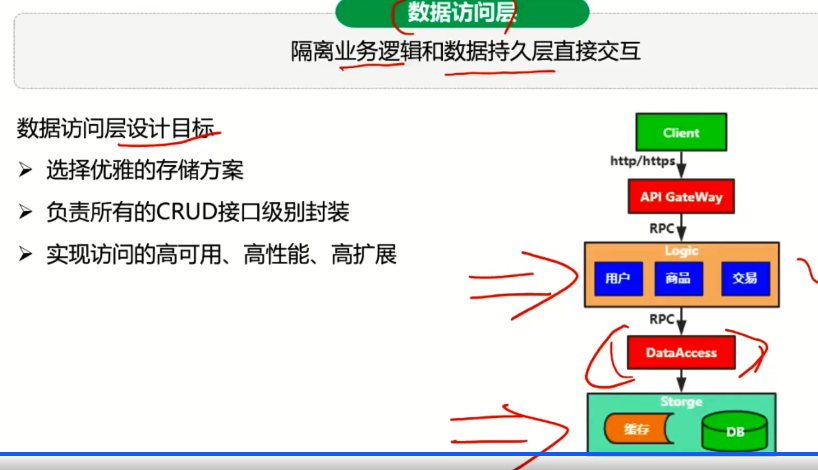 数据访问层
隔离业务逻辑和数据持久层直接交互
数据访问层设计目标
选择优雅的存储方案
负责所有的CRUD接口级别封装
实现访问的高可用、高性能、高扩展
Client
http/https
API GateWay
RPC
Logic
用户 商品 交易
RPC
DataAccess
Storge
缓存 DB